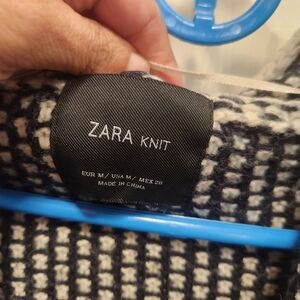 ZARA KNIT
EUR M / USA M / MEX 28
MADE IN CHINA